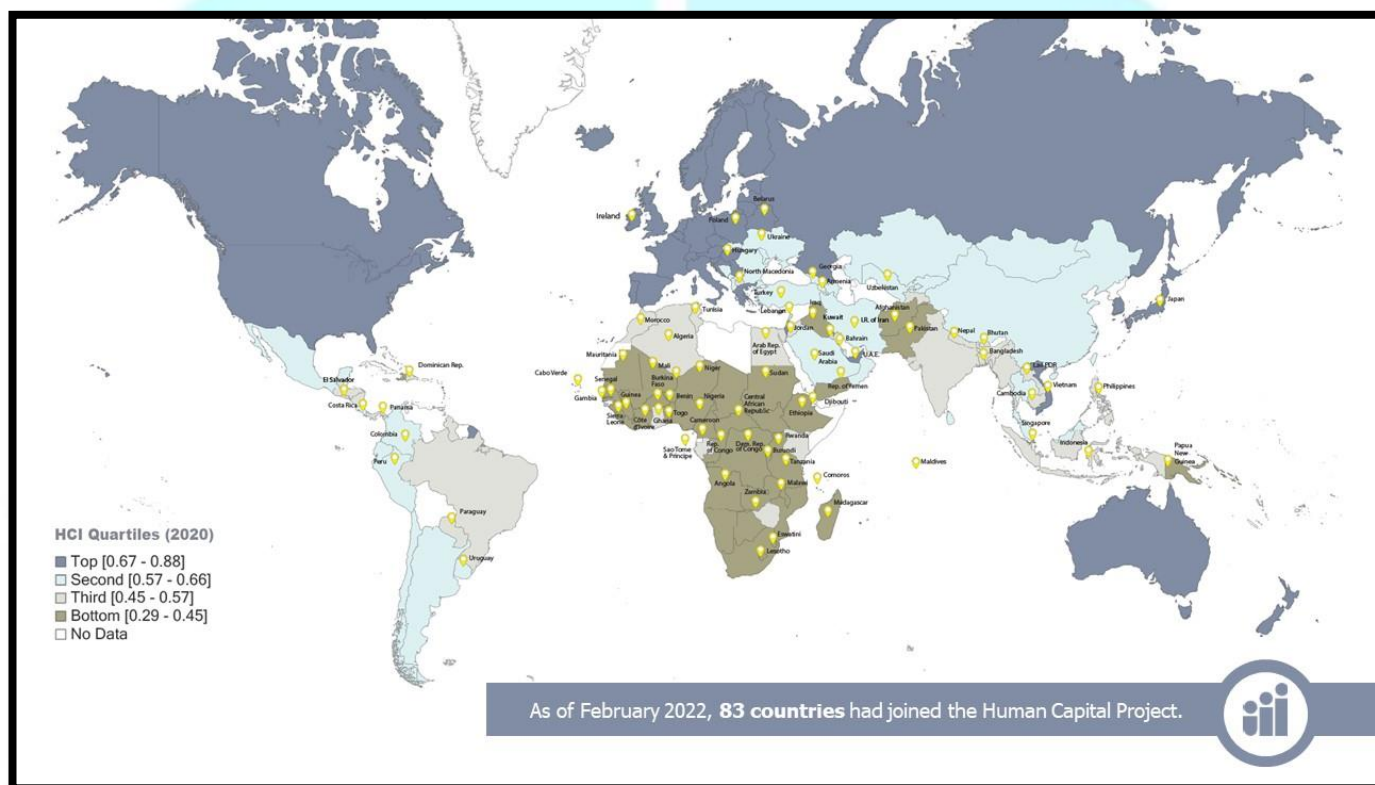 Belarus
Ireland
Poland
Ukraine
Hungary
North Macedonia
Georgia
Armenia
Uzbekistan
Turkey
Japan
Lebanon
Iraq
Afghanistan
Tunisia
Morocco
Jordan
Kuwait
I.R. of Iran
Pakistan
Nepal
Bhutan
Algeria
Arab Rep.
of Egypt
Bahrain
Bangladesh
Saudi
Arabia
U.A.E.
Lao PDR
Mauritania
Mali
Niger
Sudan
Rep. of Yemen
Vietnam
Philippines
Cambodia
Dominican Rep.
Cabo Verde
El Salvador
Senegal
Burkina
Faso
Djibouti
Costa Rica
Panama
Gambia
Guinea
Benin
Nigeria
Central
African
Republic
Ethiopia
Sierra
Leone
Côte
d'Ivoire
Ghana
Togo
Cameroon
Singapore
Colombia
Sao Tome
& Principe
Rep.
of Congo
Dem. Rep.
of Congo
Rwanda
Burundi
Indonesia
Papua
New
Guinea
Peru
Tanzania
Maldives
Angola
Malawi
Comoros
Zambia
Madagascar
Paraguay
Eswatini
Lesotho
Uruguay
HCI Quartiles (2020)
Top [0.67 - 0.88]
Second [0.57 - 0.66]
Third [0.45 - 0.57]
Bottom [0.29 - 0.45]
No Data
As of February 2022, 83 countries had joined the Human Capital Project.